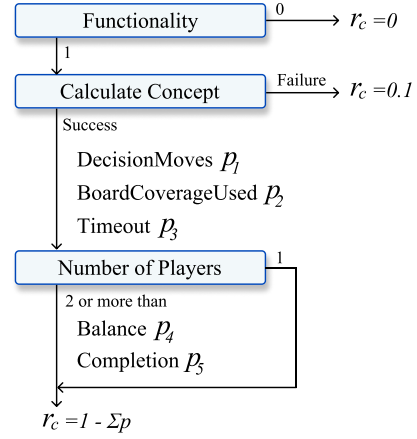 Functionality
0
r_c =0
1
Calculate Concept
Failure
r_c =0.1
Success
DecisionMoves p_1
BoardCoverageUsed p_2
Timeout p_3
Number of Players
1
2 or more than
Balance p_4
Completion p_5
r_c =1 - Σp